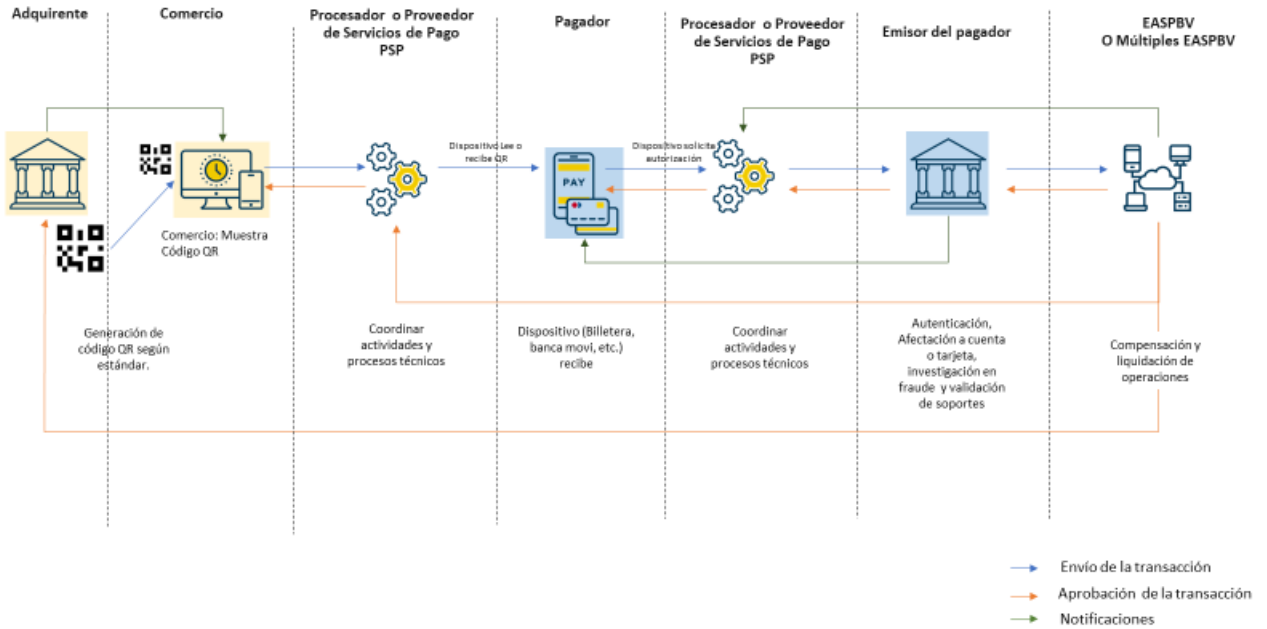 Adquirente
Comercio
Procesador o Proveedor
de Servicios de Pago
PSP
Pagador
Procesador o Proveedor
de Servicios de Pago
PSP
Emisor del pagador
EASPBV
O Múltiples EASPBV
Dispositivo Lee o
recibe QR
Dispositivo solicita
autorización
PAY
Comercio: Muestra
Código QR
Generación de
código QR según
estándar.
Coordinar
actividades y
procesos técnicos
Dispositivo (Billetera,
banca movi, etc.)
recibe
Coordinar
actividades y
procesos técnicos
Autenticación,
Afectación a cuenta
o tarjeta,
investigación en
fraude y validación
de soportes
Compensación y
liquidación de
operaciones
Envío de la transacción
Aprobación de la transacción
Notificaciones